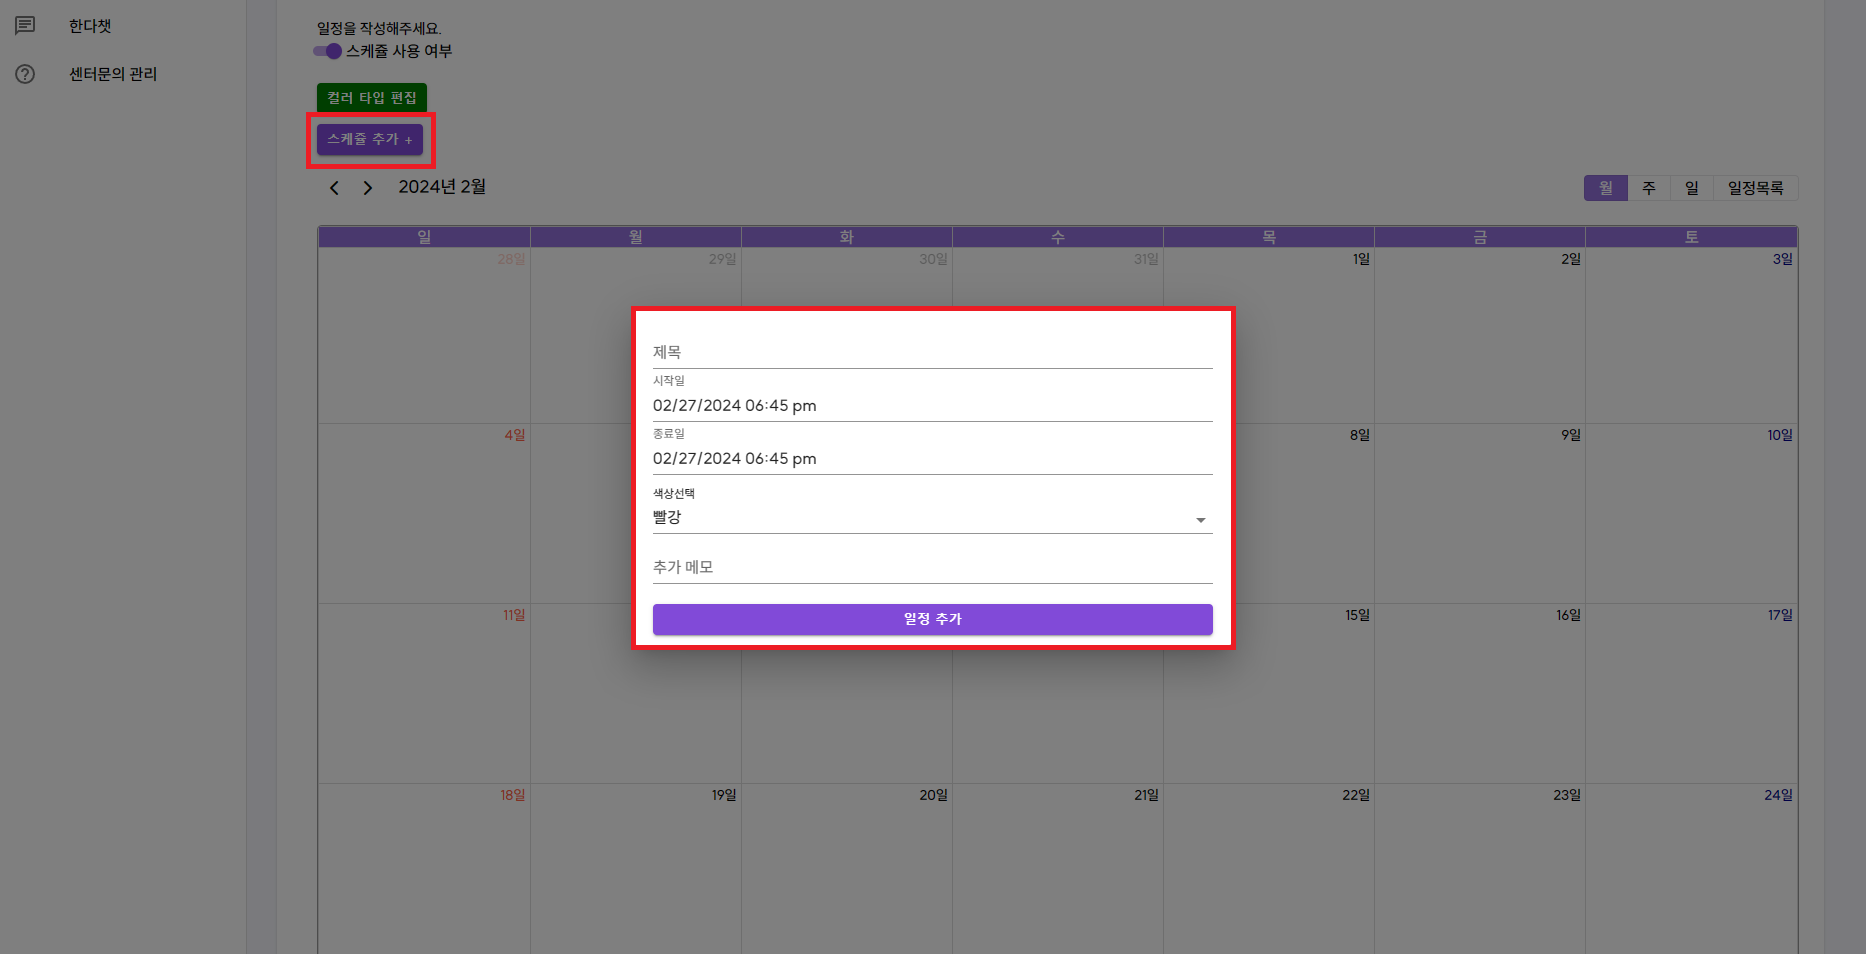 한다챗
센터문의 관리
일정을 작성해주세요.
스케쥴 사용 여부
컬러 타입 편집
스케쥴 추가 +
2024년 2월
월 주 일 일정목록
일 월 화 수 목 금 토
28일 29일 30일 31일 1일 2일 3일
제목
시작일
02/27/2024 06:45 pm
종료일
02/27/2024 06:45 pm
색상선택
빨강
추가 메모
일정 추가
4일 8일 9일 10일
11일 15일 16일 17일
18일 19일 20일 21일 22일 23일 24일